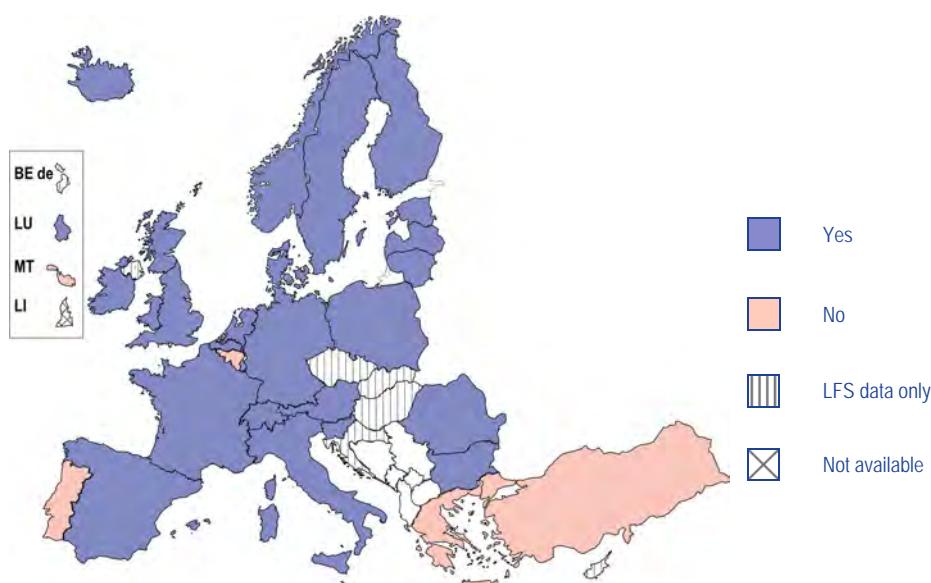 BE de
LU
MT
LI
Yes
No
LFS data only
Not available